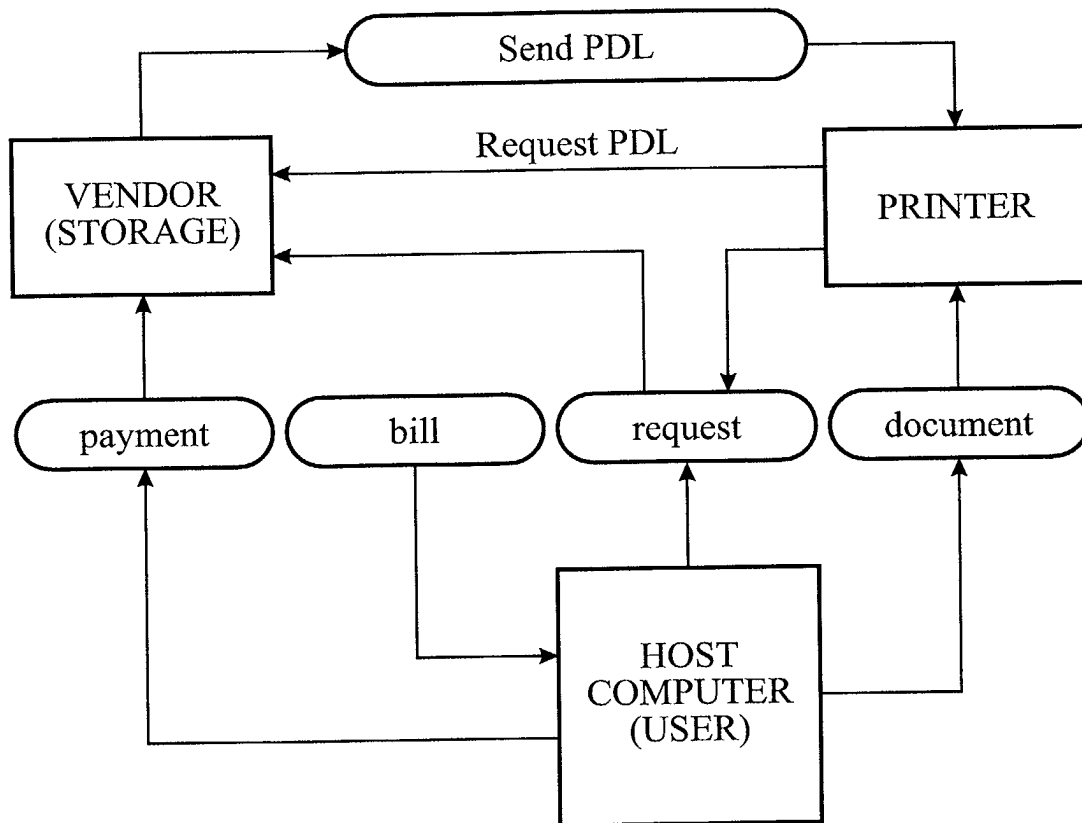 Send PDL
Request PDL
VENDOR
(STORAGE)
PRINTER
payment
bill
request
document
HOST
COMPUTER
(USER)